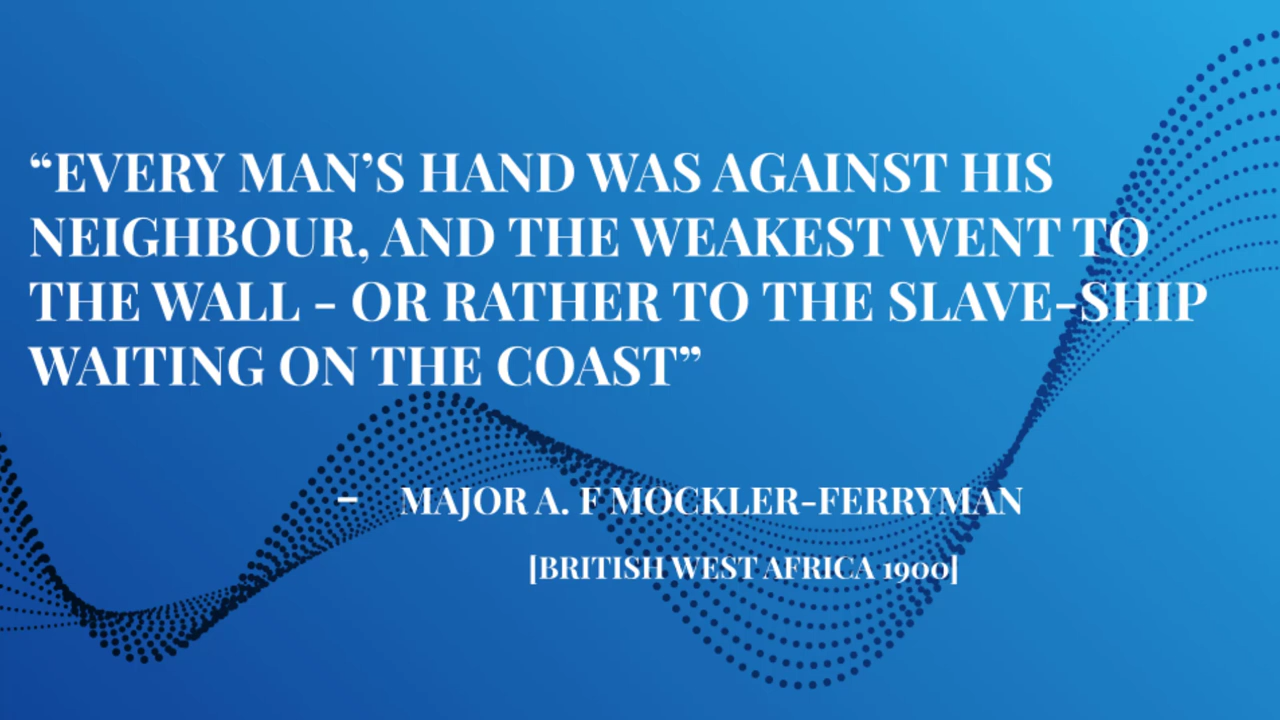 “EVERY MAN’S HAND WAS AGAINST HIS
NEIGHBOUR, AND THE WEAKEST WENT TO
THE WALL - OR RATHER TO THE SLAVE-SHIP
WAITING ON THE COAST”
- MAJOR A. F MOCKLER-FERRYMAN
[BRITISH WEST AFRICA 1900]